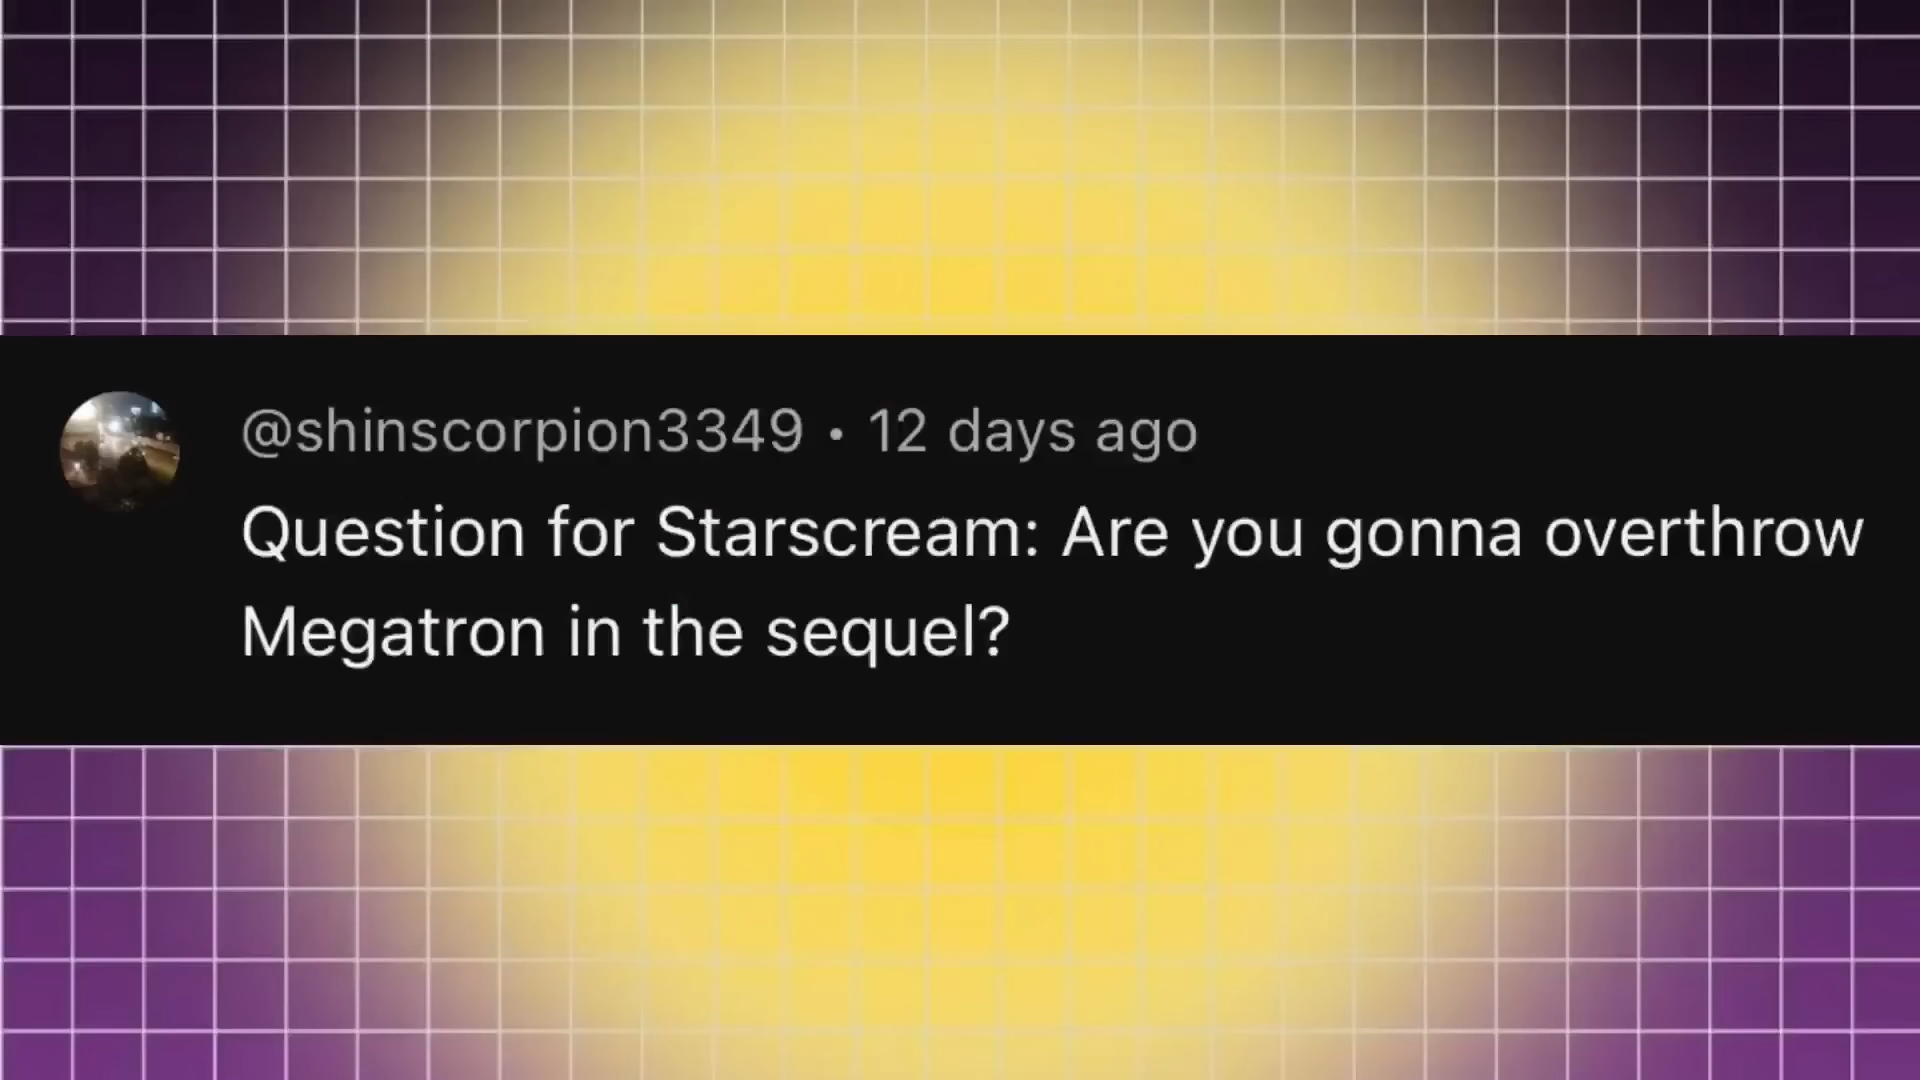 @shinscorpion3349 • 12 days ago
Question for Starscream: Are you gonna overthrow
Megatron in the sequel?